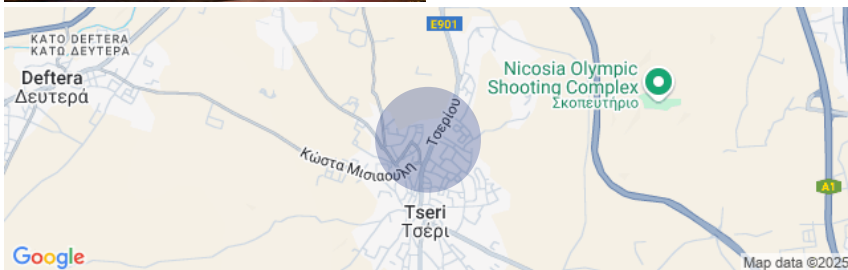 E901
KATO DEFTERA
ΚΑΤΩ ΔΕΥΤΕΡΑ
Deftera
Δευτερά
Nicosia Olympic
Shooting Complex
Σκοπευτήριο
Τσερίου
Κώστα Μισιαούλη
A1
Tseri
Τσέρι
Google
Map data ©2025